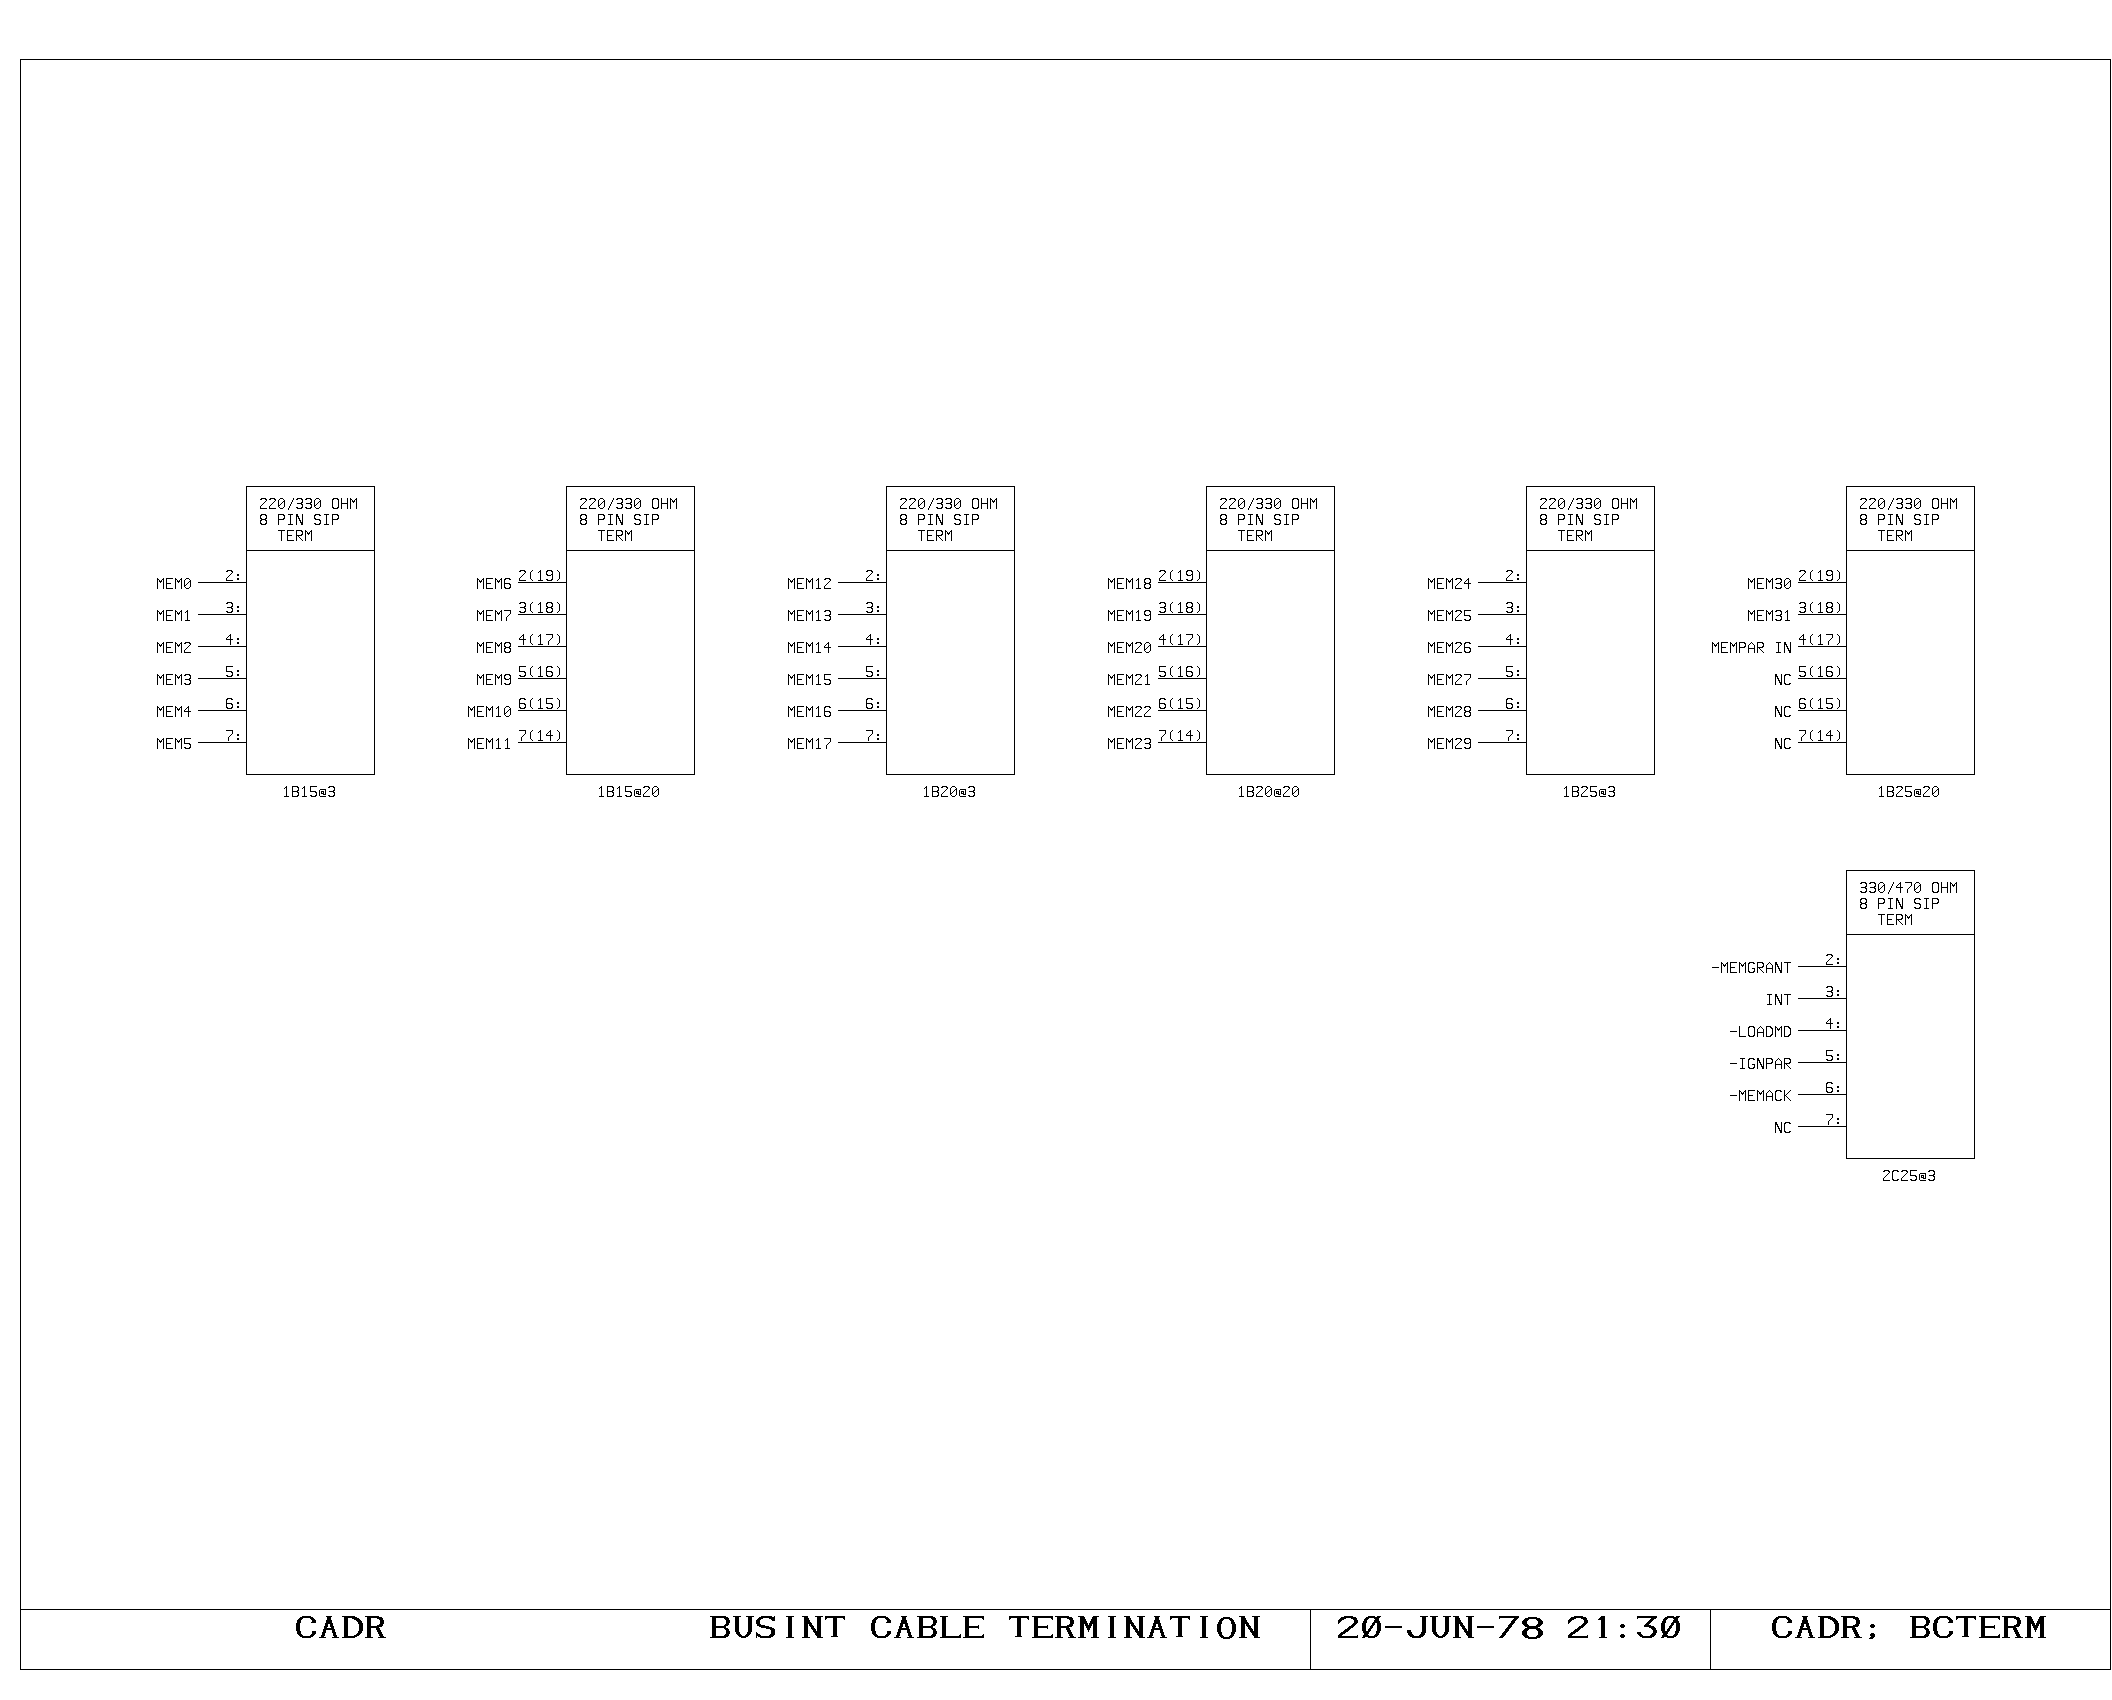 220/330 OHM 220/330 OHM 220/330 OHM 220/330 OHM 220/330 OHM 220/330 OHM
8 PIN SIP 8 PIN SIP 8 PIN SIP 8 PIN SIP 8 PIN SIP 8 PIN SIP
TERM TERM TERM TERM TERM TERM
MEM0 2: MEM6 2(19) MEM12 2: MEM18 2(19) MEM24 2: MEM30 2(19)
MEM1 3: MEM7 3(18) MEM13 3: MEM19 3(18) MEM25 3: MEM31 3(18)
MEM2 4: MEM8 4(17) MEM14 4: MEM20 4(17) MEM26 4: MEMPAR IN 4(17)
MEM3 5: MEM9 5(16) MEM15 5: MEM21 5(16) MEM27 5: NC 5(16)
MEM4 6: MEM10 6(15) MEM16 6: MEM22 6(15) MEM28 6: NC 6(15)
MEM5 7: MEM11 7(14) MEM17 7: MEM23 7(14) MEM29 7: NC 7(14)
1B15@3 1B15@20 1B20@3 1B20@20 1B25@3 1B25@20
330/470 OHM
8 PIN SIP
TERM
-MEMGRANT 2:
INT 3:
-LOADMD 4:
-IGNPAR 5:
-MEMACK 6:
NC 7:
2C25@3
CADR BUSINT CABLE TERMINATION 20-JUN-78 21:30 CADR; BCTERM